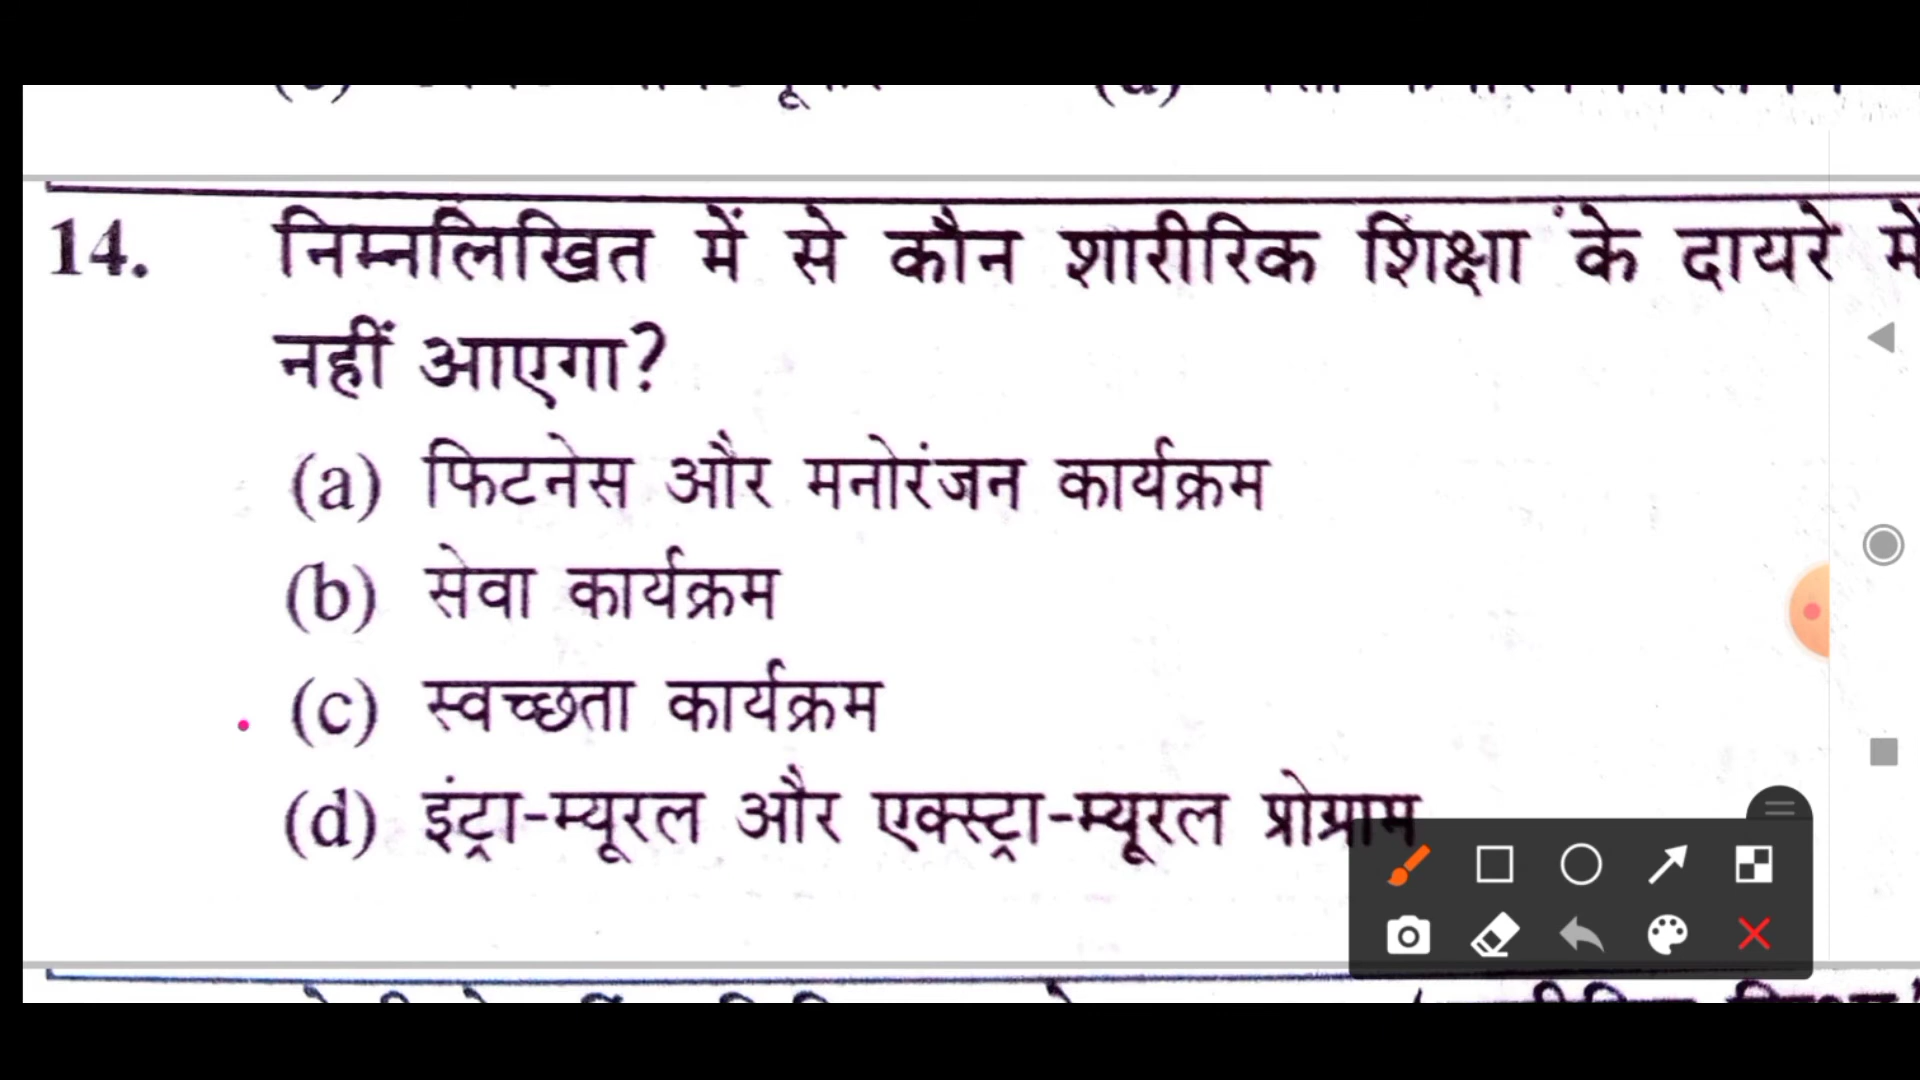 14. निम्नलिखित में से कौन शारीरिक शिक्षा के दायरे में
नहीं आएगा?
(a) फिटनेस और मनोरंजन कार्यक्रम
(b) सेवा कार्यक्रम
(c) स्वच्छता कार्यक्रम
(d) इंट्रा-म्यूरल और एक्स्ट्रा-म्यूरल प्रोग्राम